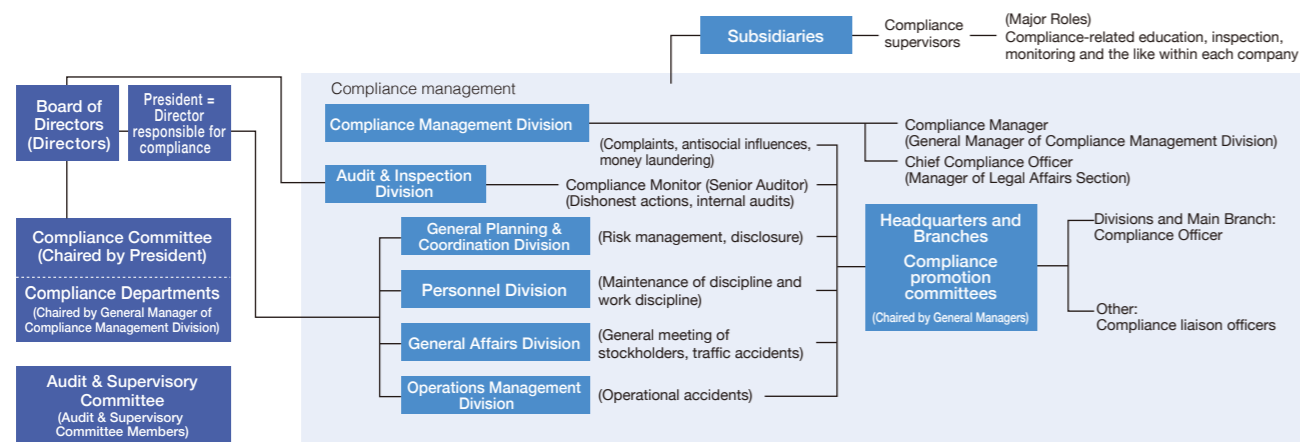 Subsidiaries
Compliance
supervisors
(Major Roles)
Compliance-related education, inspection,
monitoring and the like within each company
Board of
Directors
(Directors)
President =
Director
responsible for
compliance
Compliance Committee
(Chaired by President)
Compliance Departments
(Chaired by General Manager of
Compliance Management Division)
Audit & Supervisory
Committee
(Audit & Supervisory
Committee Members)
Compliance management
Compliance Management Division
(Complaints, antisocial influences,
money laundering)
Compliance Manager
(General Manager of Compliance Management Division)
Chief Compliance Officer
(Manager of Legal Affairs Section)
Audit & Inspection
Division
Compliance Monitor (Senior Auditor)
(Dishonest actions, internal audits)
General Planning &
Coordination Division
(Risk management, disclosure)
Personnel Division
(Maintenance of discipline and
work discipline)
General Affairs Division
(General meeting of
stockholders, traffic accidents)
Operations Management
Division
(Operational accidents)
Headquarters and
Branches
Compliance
promotion
committees
(Chaired by General Managers)
Divisions and Main Branch:
Compliance Officer
Other:
Compliance liaison officers